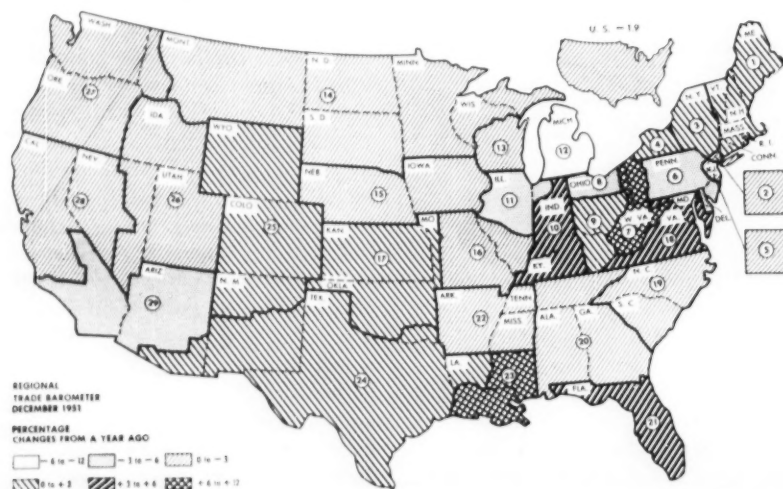 U. S. - 1.9
WASH.
MONT.
N. D.
MINN.
ME.
1
ORE.
27
14
WIS.
MICH.
N. Y.
VT.
N. H.
3
MASS.
IDA.
S. D.
13
12
4
R. I.
CONN.
WYO.
IOWA
PENN.
6
2
CAL.
NEV.
UTAH
NEB.
15
ILL.
11
OHIO
8
IND.
10
MD.
DEL.
28
26
COLO.
25
MO.
9
W. VA.
7
VA.
18
5
KAN.
17
16
KY.
N. C.
19
ARIZ.
29
N. M.
OKLA.
ARK.
22
TENN.
S. C.
TEX.
MISS.
ALA.
GA.
20
24
LA.
23
FLA.
21
REGIONAL
TRADE BAROMETER
DECEMBER 1951
PERCENTAGE
CHANGES FROM A YEAR AGO
- 6 to - 12
- 3 to - 6
0 to - 3
0 to + 3
+ 3 to + 6
+ 6 to + 12